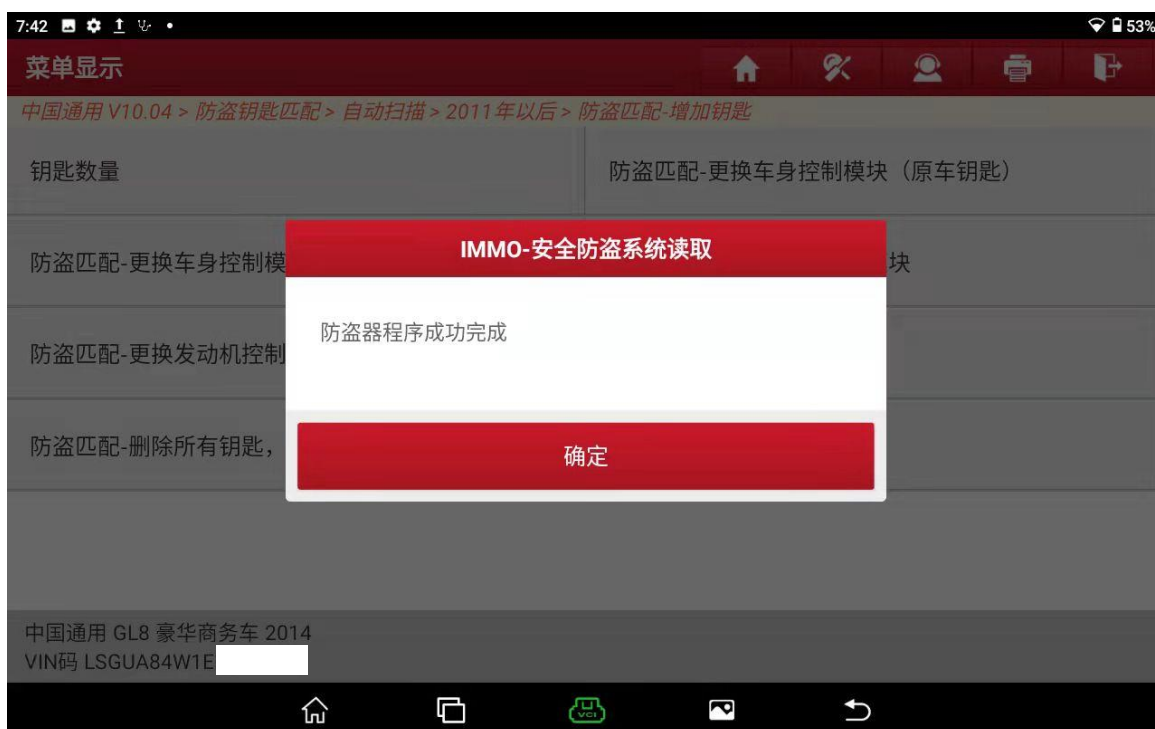 7:42
53%
菜单显示
中国通用 V10.04 > 防盗钥匙匹配 > 自动扫描 > 2011年以后 > 防盗匹配-增加钥匙
钥匙数量
防盗匹配-更换车身控制模块（原车钥匙）
IMMO-安全防盗系统读取
防盗匹配-更换车身控制模
块
防盗器程序成功完成
防盗匹配-更换发动机控制
防盗匹配-删除所有钥匙，
确定
中国通用 GL8 豪华商务车 2014
VIN码 LSGUA84W1E
VCI